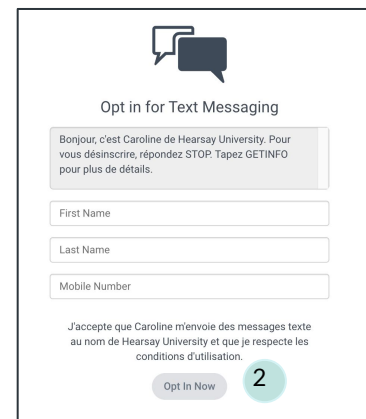 Opt in for Text Messaging
Bonjour, c'est Caroline de Hearsay University. Pour
vous désinscrire, répondez STOP. Tapez GETINFO
pour plus de détails.
First Name
Last Name
Mobile Number
J'accepte que Caroline m'envoie des messages texte
au nom de Hearsay University et que je respecte les
conditions d'utilisation.
Opt In Now
2